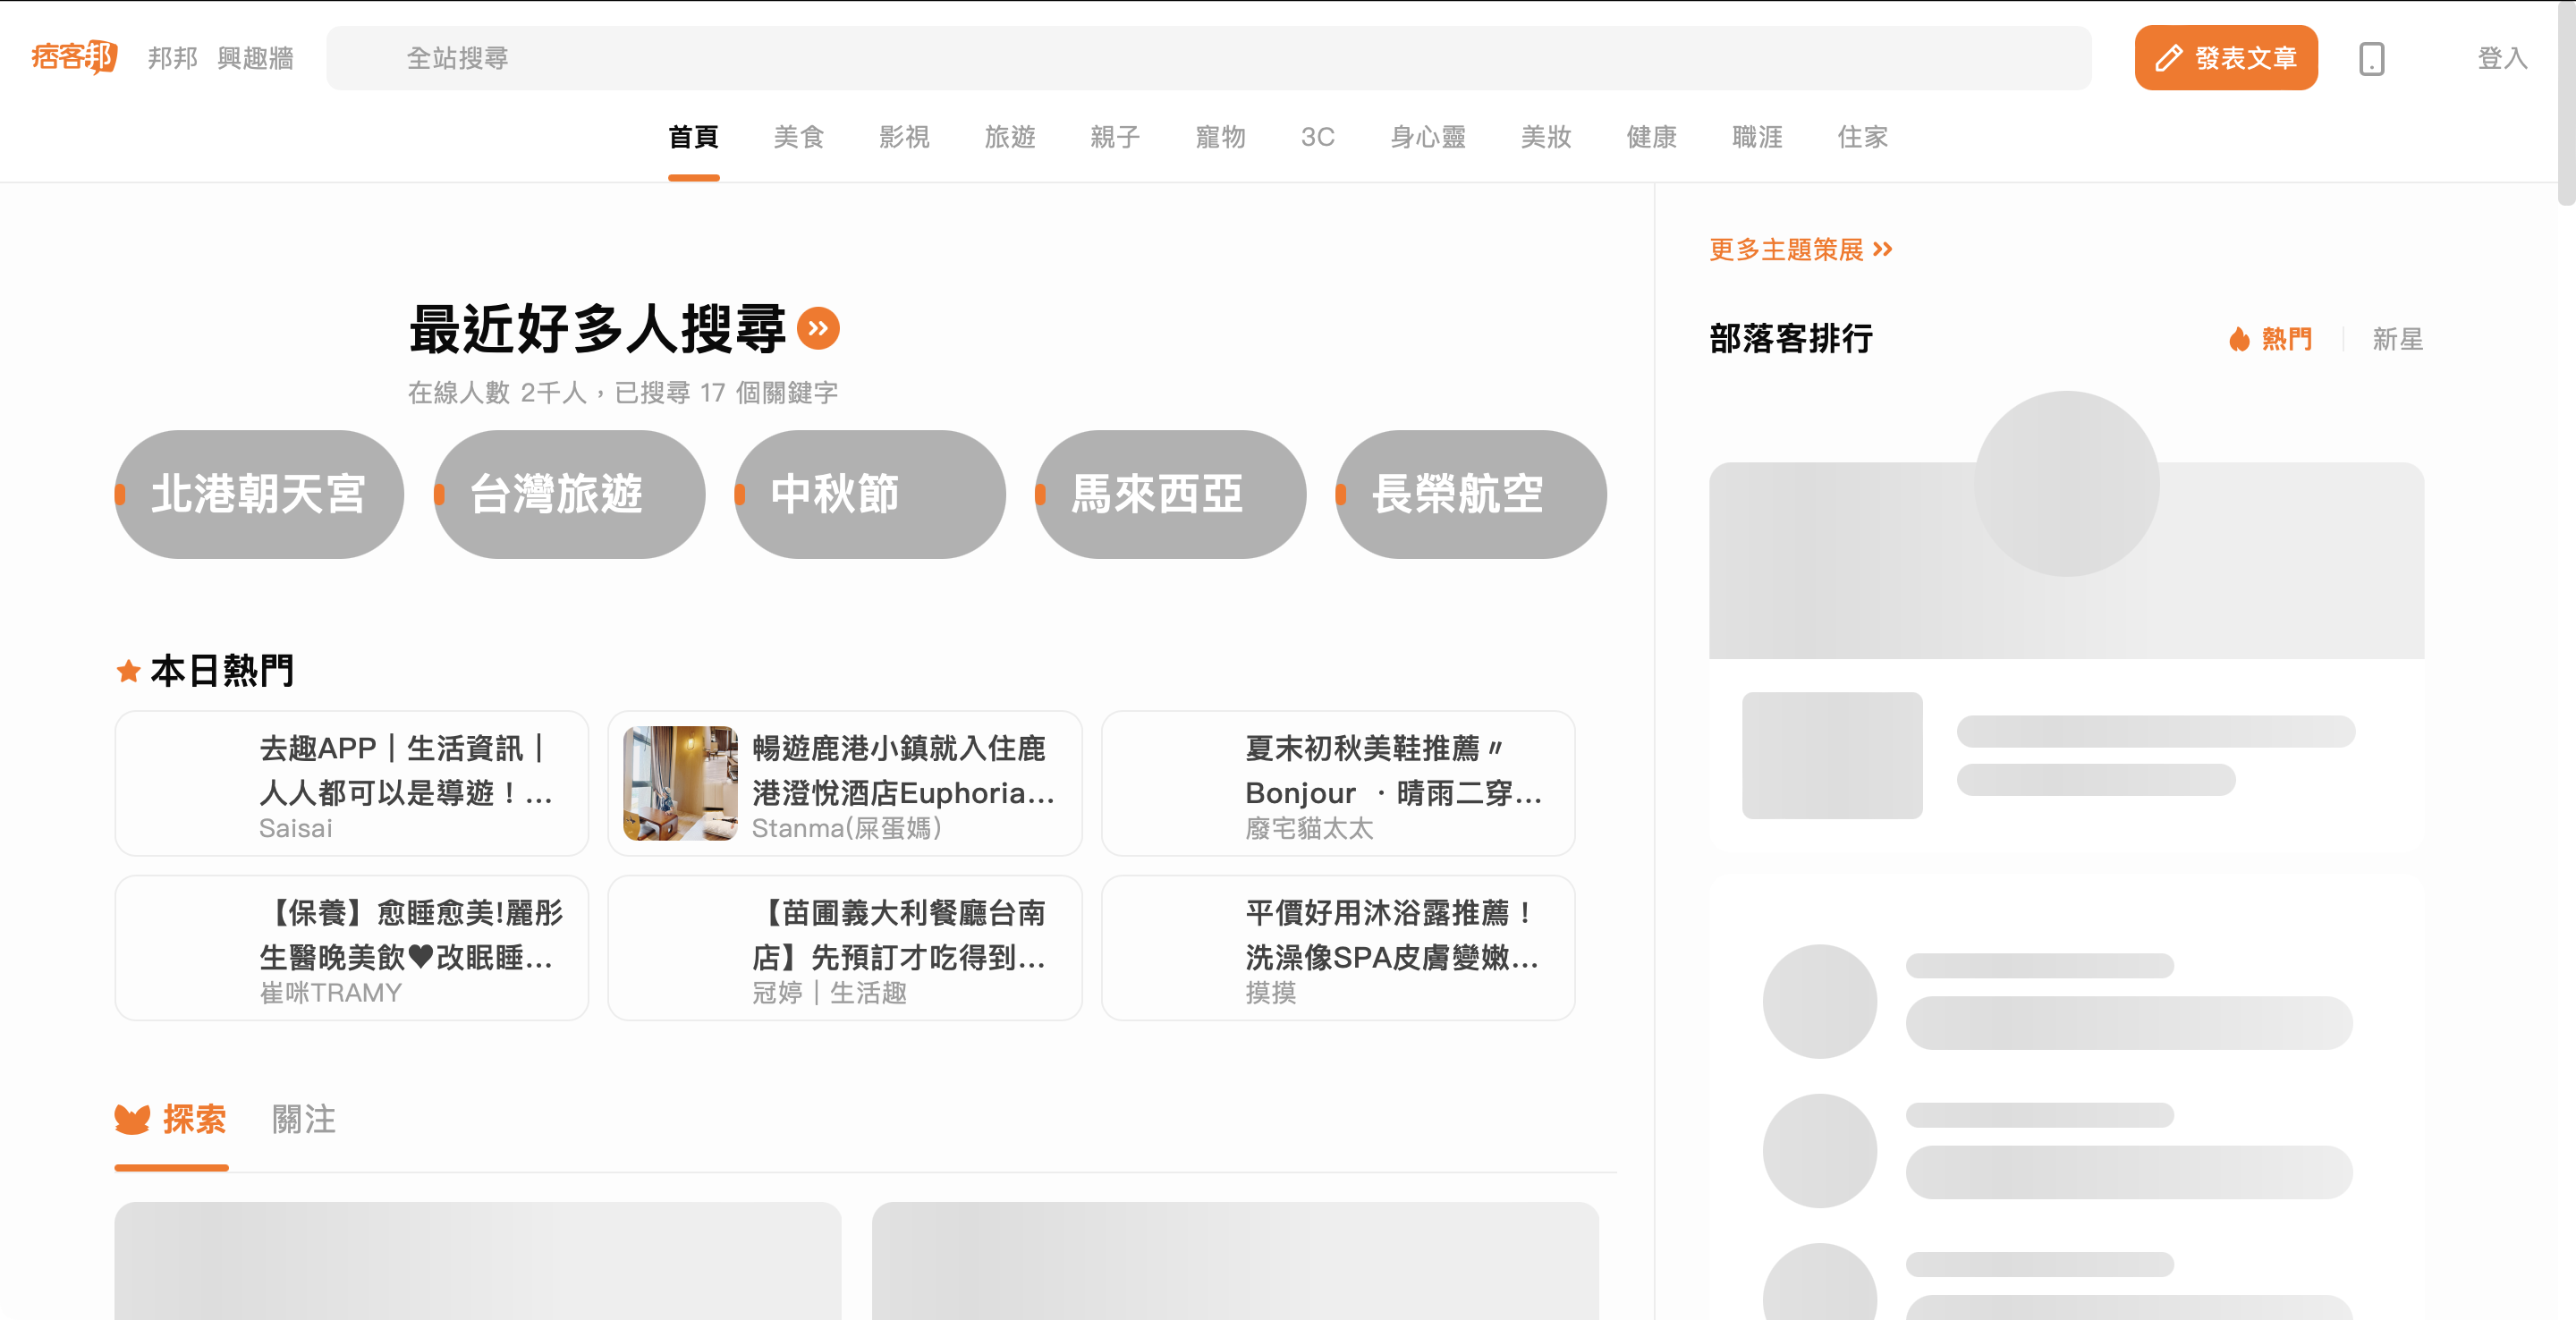 痞客邦
邦邦 興趣牆
全站搜尋
發表文章
登入
首頁 美食 影視 旅遊 親子 寵物 3C 身心靈 美妝 健康 職涯 住家
最近好多人搜尋
在線人數 2千人，已搜尋 17 個關鍵字
北港朝天宮
台灣旅遊
中秋節
馬來西亞
長榮航空
本日熱門
去趣APP｜生活資訊｜
人人都可以是導遊！...
Saisai
暢遊鹿港小鎮就入住鹿
港澄悅酒店Euphoria...
Stanma(屎蛋媽)
夏末初秋美鞋推薦〃
Bonjour ‧晴雨二穿...
廢宅貓太太
【保養】愈睡愈美!麗彤
生醫晚美飲♥改眠睡...
崔咪TRAMY
【苗圃義大利餐廳台南
店】先預訂才吃得到...
冠婷｜生活趣
平價好用沐浴露推薦！
洗澡像SPA皮膚變嫩...
摸摸
探索
關注
更多主題策展
部落客排行
熱門
新星